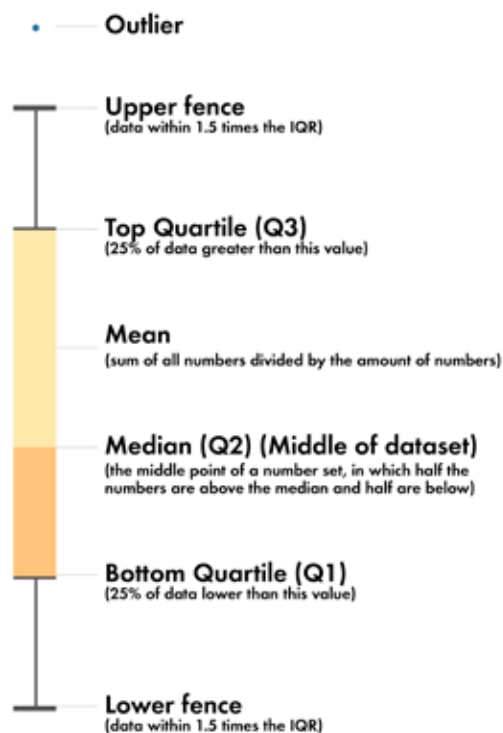 Outlier
Upper fence
(data within 1.5 times the IQR)
Top Quartile (Q3)
(25% of data greater than this value)
Mean
(sum of all numbers divided by the amount of numbers)
Median (Q2) (Middle of dataset)
(the middle point of a number set, in which half the
numbers are above the median and half are below)
Bottom Quartile (Q1)
(25% of data lower than this value)
Lower fence
(data within 1.5 times the IQR)